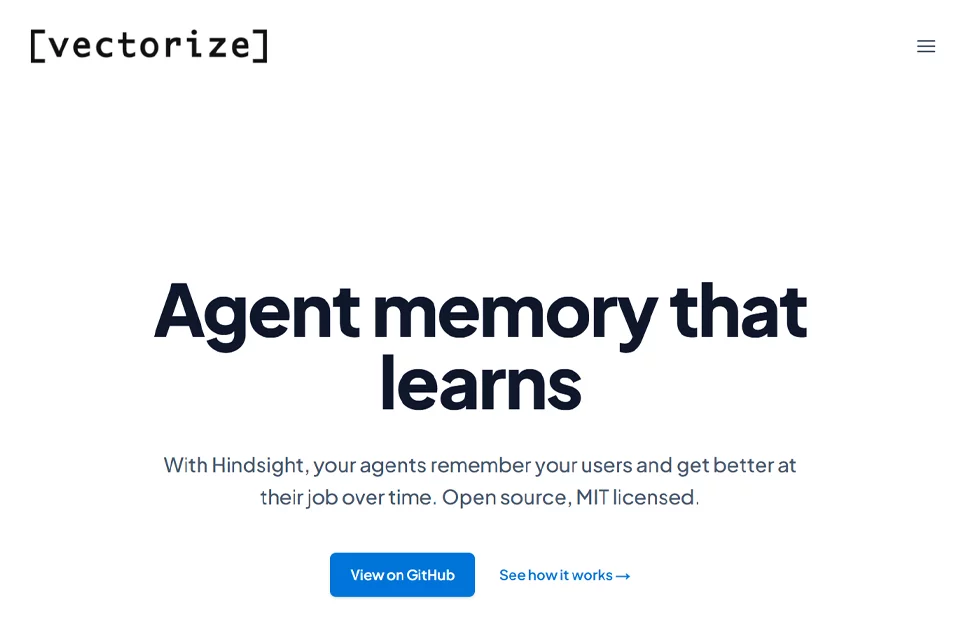 [vectorize]
Agent memory that
learns
With Hindsight, your agents remember your users and get better at
their job over time. Open source, MIT licensed.
View on GitHub
See how it works →